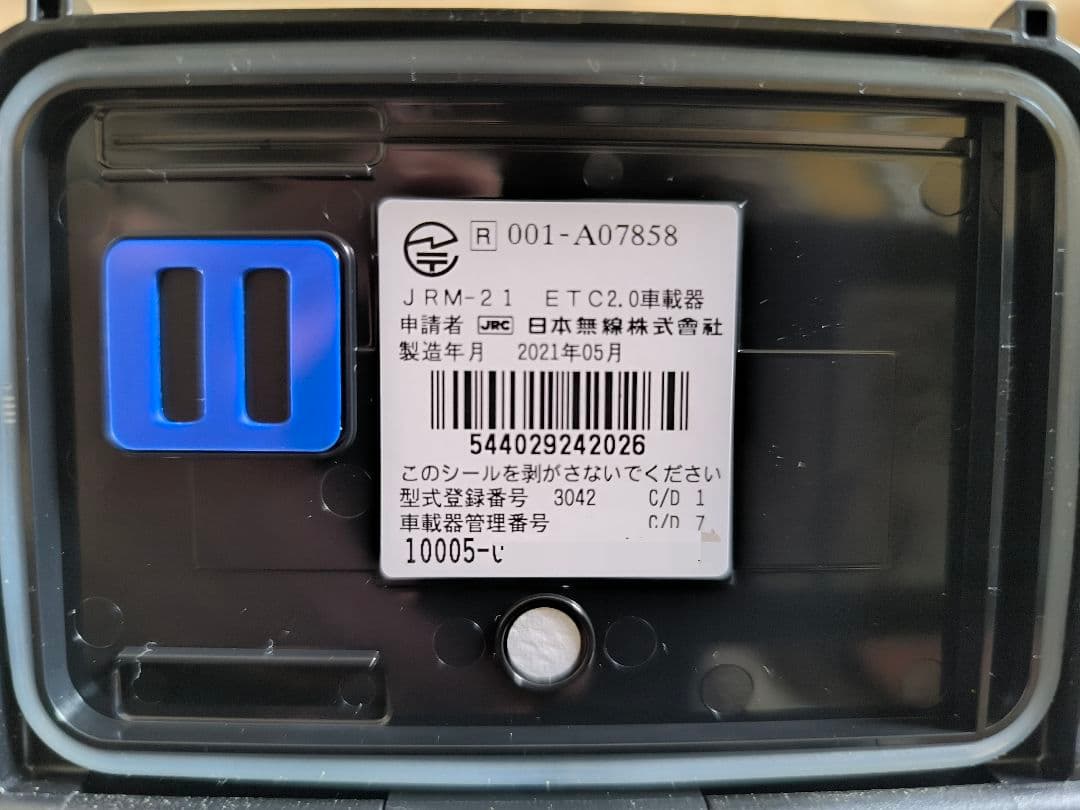 R 001-A07858
JRM-21 ETC2.0車載器
申請者 JRC 日本無線株式會社
製造年月 2021年05月
544029242026
このシールを剥がさないでください
型式登録番号 3042 C/D 1
車載器管理番号 C/D 7
10005-